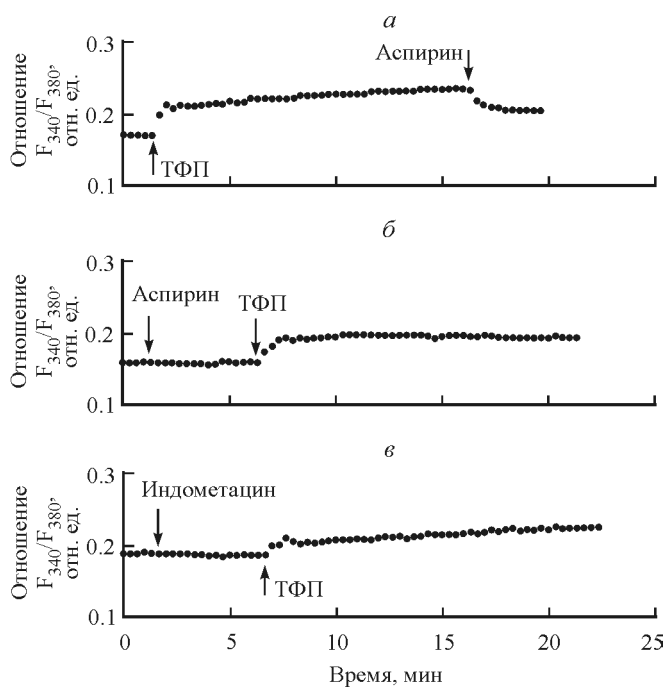 а
0.3
0.2
0.1
Отношение
F340/F380,
отн. ед.
ТФП
Аспирин
б
0.3
0.2
0.1
Отношение
F340/F380,
отн. ед.
Аспирин
ТФП
в
0.3
0.2
0.1
Отношение
F340/F380,
отн. ед.
Индометацин
ТФП
0 5 10 15 20 25
Время, мин